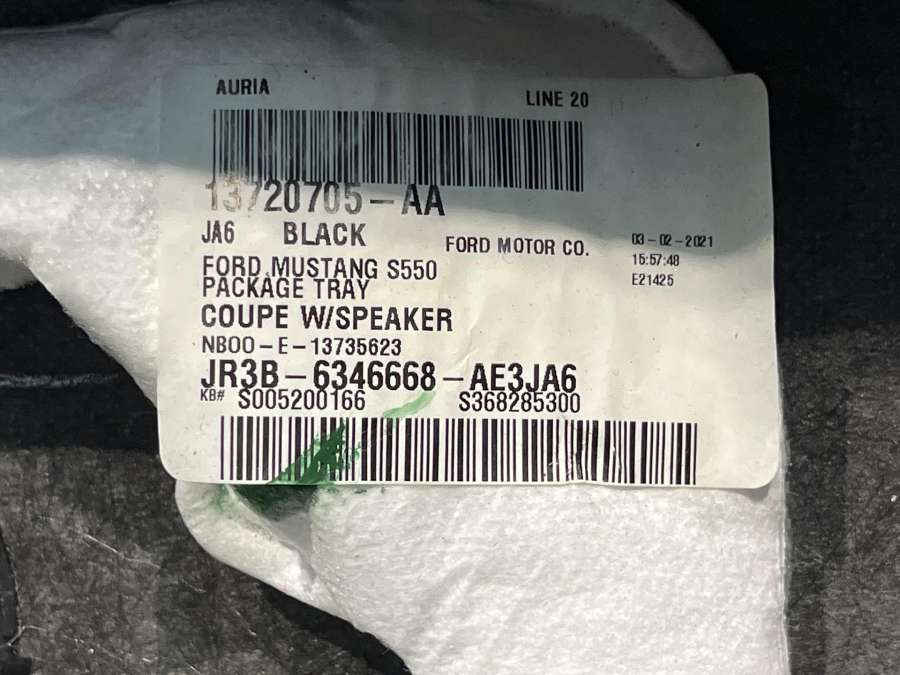 AURIA
LINE 20
13720705-AA
JA6 BLACK
FORD MOTOR CO.
03-02-2021
15:57:48
E21425
FORD MUSTANG S550
PACKAGE TRAY
COUPE W/SPEAKER
NB00-E-13735623
JR3B-6346668-AE3JA6
KB# S005200166 S368285300